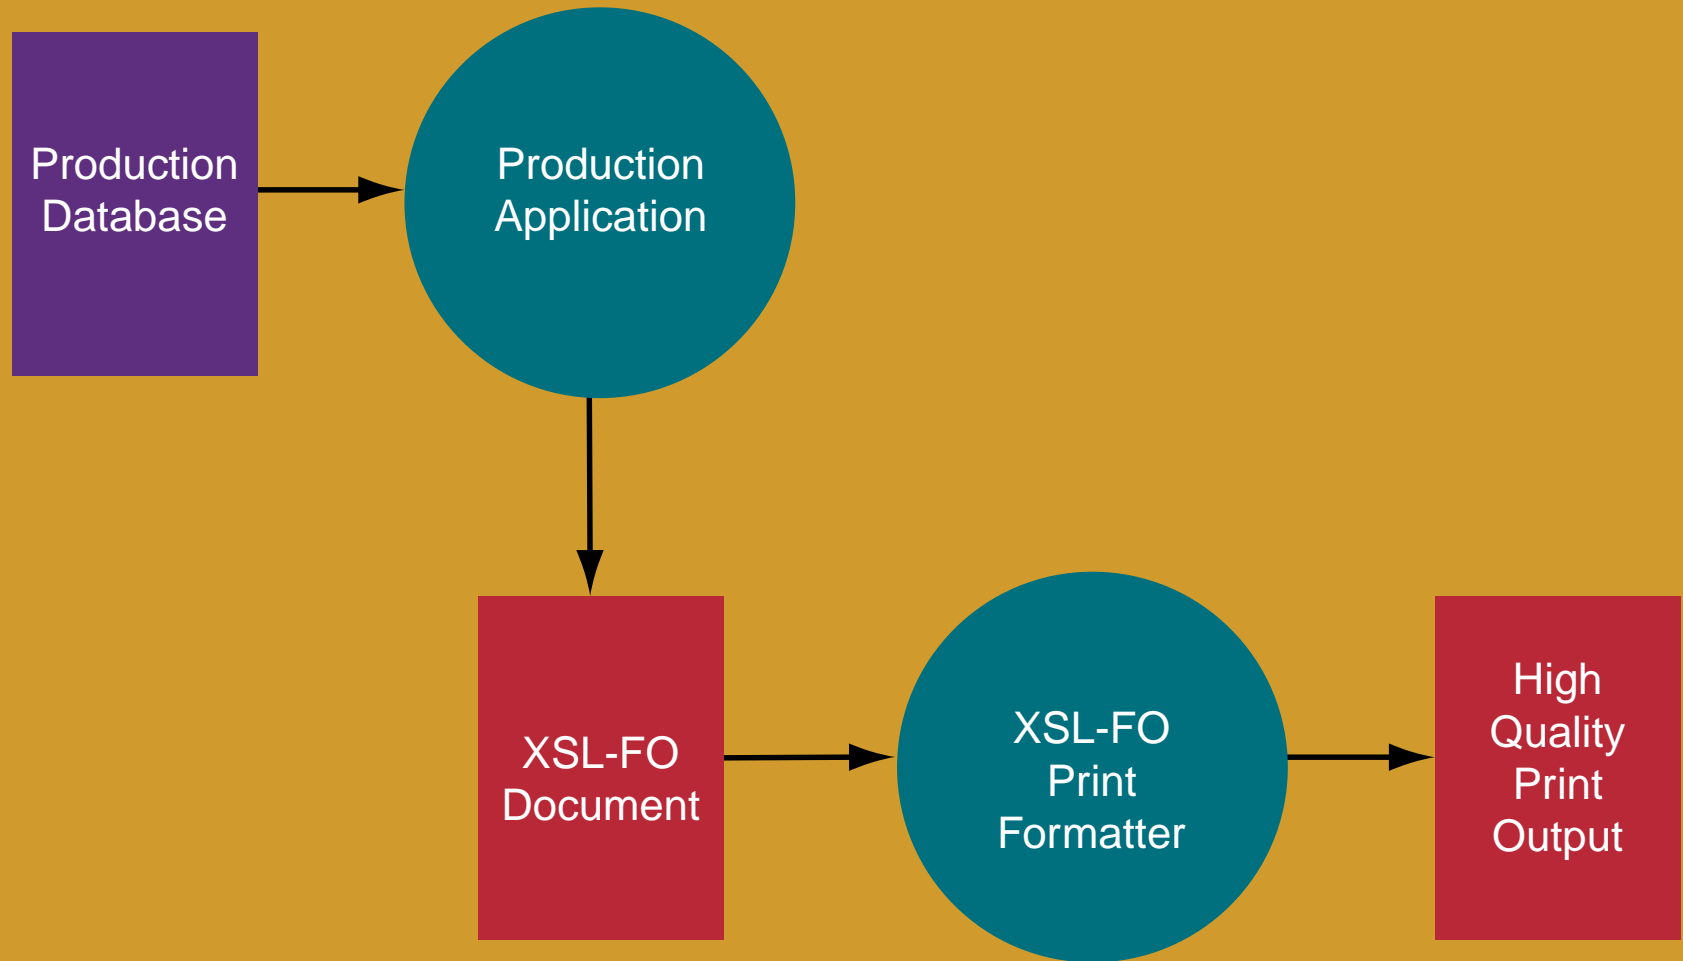 Production
Database
Production
Application
XSL-FO
Document
XSL-FO
Print
Formatter
High
Quality
Print
Output